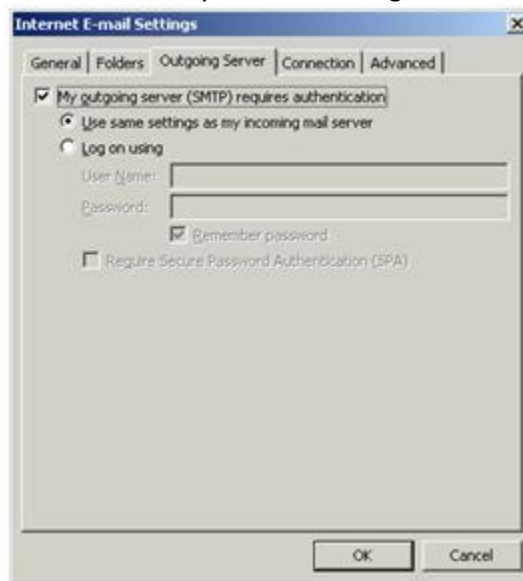 Internet E-mail Settings
General Folders Outgoing Server Connection Advanced
My outgoing server (SMTP) requires authentication
Use same settings as my incoming mail server
Log on using
User Name:
Password:
Remember password
Require Secure Password Authentication (SPA)
OK Cancel